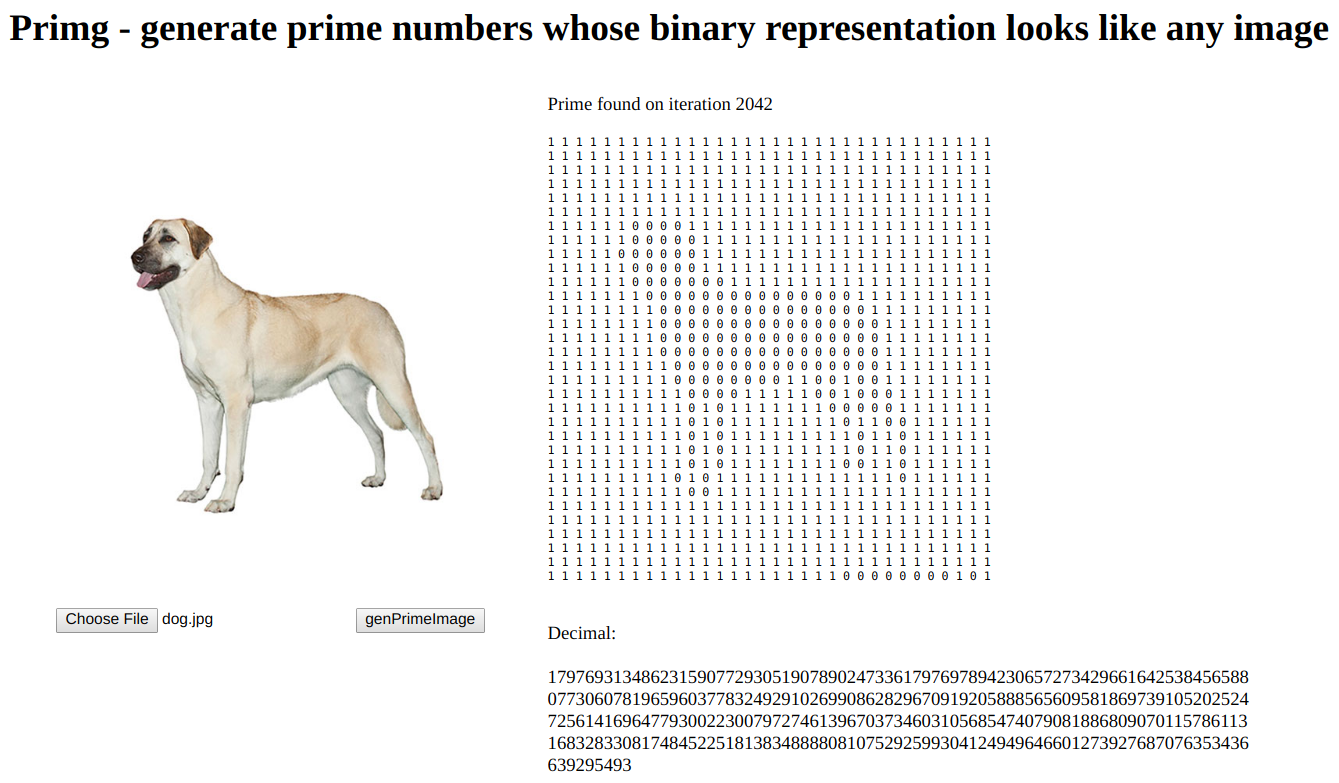 Primg - generate prime numbers whose binary representation looks like any image
Prime found on iteration 2042
1 1 1 1 1 1 1 1 1 1 1 1 1 1 1 1 1 1 1 1 1 1 1 1 1 1 1 1 1 1 1 1
1 1 1 1 1 1 1 1 1 1 1 1 1 1 1 1 1 1 1 1 1 1 1 1 1 1 1 1 1 1 1 1
1 1 1 1 1 1 1 1 1 1 1 1 1 1 1 1 1 1 1 1 1 1 1 1 1 1 1 1 1 1 1 1
1 1 1 1 1 1 1 1 1 1 1 1 1 1 1 1 1 1 1 1 1 1 1 1 1 1 1 1 1 1 1 1
1 1 1 1 1 1 1 1 1 1 1 1 1 1 1 1 1 1 1 1 1 1 1 1 1 1 1 1 1 1 1 1
1 1 1 1 1 1 1 1 1 1 1 1 1 1 1 1 1 1 1 1 1 1 1 1 1 1 1 1 1 1 1 1
1 1 1 1 1 1 0 0 0 0 1 1 1 1 1 1 1 1 1 1 1 1 1 1 1 1 1 1 1 1 1 1
1 1 1 1 1 1 0 0 0 0 0 1 1 1 1 1 1 1 1 1 1 1 1 1 1 1 1 1 1 1 1 1
1 1 1 1 1 0 0 0 0 0 0 1 1 1 1 1 1 1 1 1 1 1 1 1 1 1 1 1 1 1 1 1
1 1 1 1 1 1 0 0 0 0 0 1 1 1 1 1 1 1 1 1 1 1 1 1 1 1 1 1 1 1 1 1
1 1 1 1 1 1 0 0 0 0 0 0 0 1 1 1 1 1 1 1 1 1 1 1 1 1 1 1 1 1 1 1
1 1 1 1 1 1 1 0 0 0 0 0 0 0 0 0 0 0 0 0 0 0 1 1 1 1 1 1 1 1 1 1
1 1 1 1 1 1 1 1 0 0 0 0 0 0 0 0 0 0 0 0 0 0 0 1 1 1 1 1 1 1 1 1
1 1 1 1 1 1 1 1 0 0 0 0 0 0 0 0 0 0 0 0 0 0 0 0 1 1 1 1 1 1 1 1
1 1 1 1 1 1 1 1 0 0 0 0 0 0 0 0 0 0 0 0 0 0 0 0 1 1 1 1 1 1 1 1
1 1 1 1 1 1 1 1 0 0 0 0 0 0 0 0 0 0 0 0 0 0 0 0 1 1 1 1 1 1 1 1
1 1 1 1 1 1 1 1 1 0 0 0 0 0 0 0 0 0 0 0 0 0 0 0 1 1 1 1 1 1 1 1
1 1 1 1 1 1 1 1 1 0 0 0 0 0 0 0 0 1 1 0 0 1 0 0 1 1 1 1 1 1 1 1
1 1 1 1 1 1 1 1 1 1 0 0 0 0 1 1 1 1 1 0 0 1 0 0 0 1 1 1 1 1 1 1
1 1 1 1 1 1 1 1 1 1 0 1 0 1 1 1 1 1 1 1 0 0 0 0 0 1 1 1 1 1 1 1
1 1 1 1 1 1 1 1 1 1 0 1 0 1 1 1 1 1 1 1 1 0 1 1 0 0 1 1 1 1 1 1
1 1 1 1 1 1 1 1 1 1 0 1 0 1 1 1 1 1 1 1 1 1 0 1 1 0 1 1 1 1 1 1
1 1 1 1 1 1 1 1 1 1 0 1 0 1 1 1 1 1 1 1 1 1 0 1 1 0 1 1 1 1 1 1
1 1 1 1 1 1 1 1 1 1 0 1 0 1 1 1 1 1 1 1 1 0 0 1 1 0 1 1 1 1 1 1
1 1 1 1 1 1 1 1 1 0 1 0 1 1 1 1 1 1 1 1 1 1 1 1 1 0 1 1 1 1 1 1
1 1 1 1 1 1 1 1 1 1 0 0 1 1 1 1 1 1 1 1 1 1 1 1 1 1 1 1 1 1 1 1
1 1 1 1 1 1 1 1 1 1 1 1 1 1 1 1 1 1 1 1 1 1 1 1 1 1 1 1 1 1 1 1
1 1 1 1 1 1 1 1 1 1 1 1 1 1 1 1 1 1 1 1 1 1 1 1 1 1 1 1 1 1 1 1
1 1 1 1 1 1 1 1 1 1 1 1 1 1 1 1 1 1 1 1 1 1 1 1 1 1 1 1 1 1 1 1
1 1 1 1 1 1 1 1 1 1 1 1 1 1 1 1 1 1 1 1 1 1 1 1 1 1 1 1 1 1 1 1
1 1 1 1 1 1 1 1 1 1 1 1 1 1 1 1 1 1 1 1 1 1 1 1 1 1 1 1 1 1 1 1
1 1 1 1 1 1 1 1 1 1 1 1 1 1 1 1 1 1 1 1 1 0 0 0 0 0 0 0 0 1 0 1
Choose File dog.jpg genPrimeImage
Decimal:
179769313486231590772930519078902473361797697894230657273429661642538456588
077306078196596037783249291026990862829670919205888565609581869739105202524
725614169647793002230079727461396703734603105685474079081886809070115786113
168328330817484522518138348888081075292599304124949646601273927687076353436
639295493